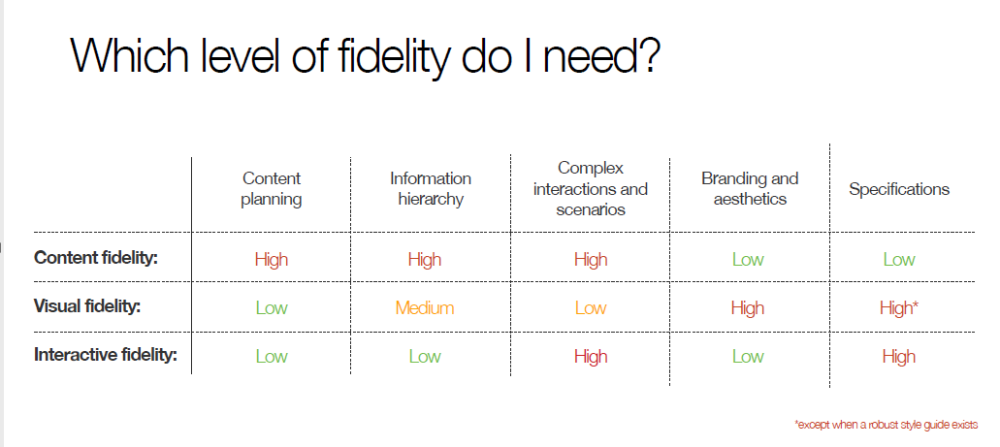 Which level of fidelity do I need?
Content planning
Information hierarchy
Complex interactions and scenarios
Branding and aesthetics
Specifications
Content fidelity: High High High Low Low
Visual fidelity: Low Medium Low High High*
Interactive fidelity: Low Low High Low High
*except when a robust style guide exists